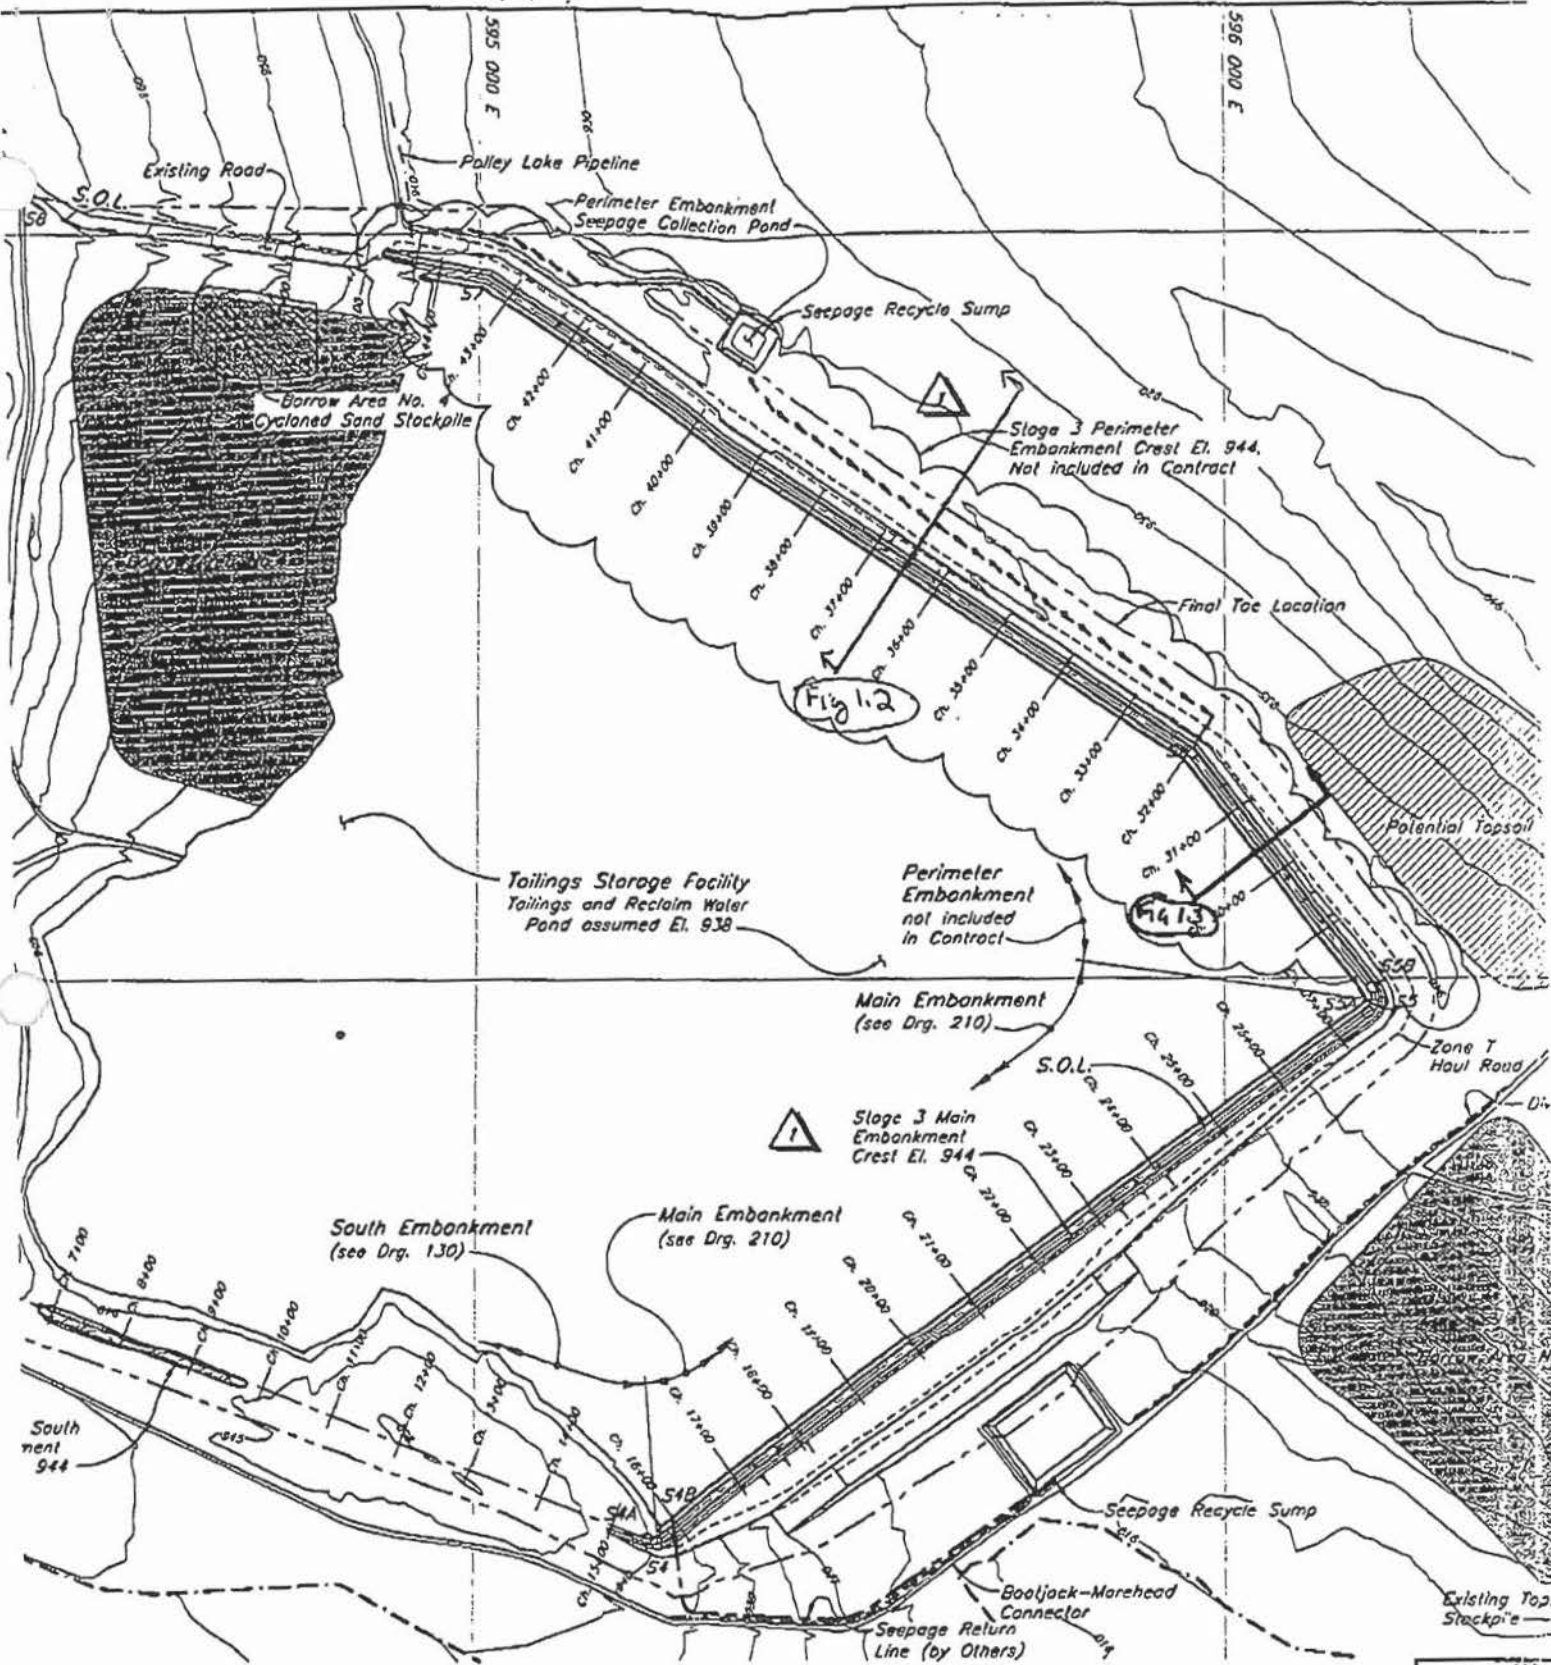 595 000 E
596 000 E
Existing Road
Polley Lake Pipeline
S.O.L.
Perimeter Embankment
Seepage Collection Pond
S8
S7
Seepage Recycle Sump
Borrow Area No. 4
Cycloned Sand Stockpile
1
Stage 3 Perimeter
Embankment Crest El. 944,
Not included in Contract
Ch. 43+00
Ch. 42+00
Ch. 41+00
Ch. 40+00
Ch. 39+00
Ch. 38+00
Ch. 37+00
Ch. 36+00
Ch. 35+00
Ch. 34+00
Ch. 33+00
Ch. 32+00
Ch. 31+00
Final Toe Location
Fig 1.2
Potential Topsoil
Fig 1.3
Tailings Storage Facility
Tailings and Reclaim Water
Pond assumed El. 938
Perimeter
Embankment
not included
in Contract
Main Embankment
(see Drg. 210)
S5B
S5
Zone T
Haul Road
S.O.L.
1
Stage 3 Main
Embankment
Crest El. 944
Ch. 26+00
Ch. 25+00
Ch. 24+00
Ch. 23+00
Ch. 22+00
Ch. 21+00
Ch. 20+00
Ch. 19+00
Ch. 18+00
Ch. 17+00
Ch. 16+00
South Embankment
(see Drg. 130)
Main Embankment
(see Drg. 210)
Ch. 7+00
8+00
Ch. 9+00
Ch. 10+00
Ch. 11+00
Ch. 12+00
Ch. 15+00
South
ment
944
S4B
S4A
S4
Seepage Recycle Sump
Bootjack-Morehead
Connector
Seepage Return
Line (by Others)
Existing Top
Stockpile